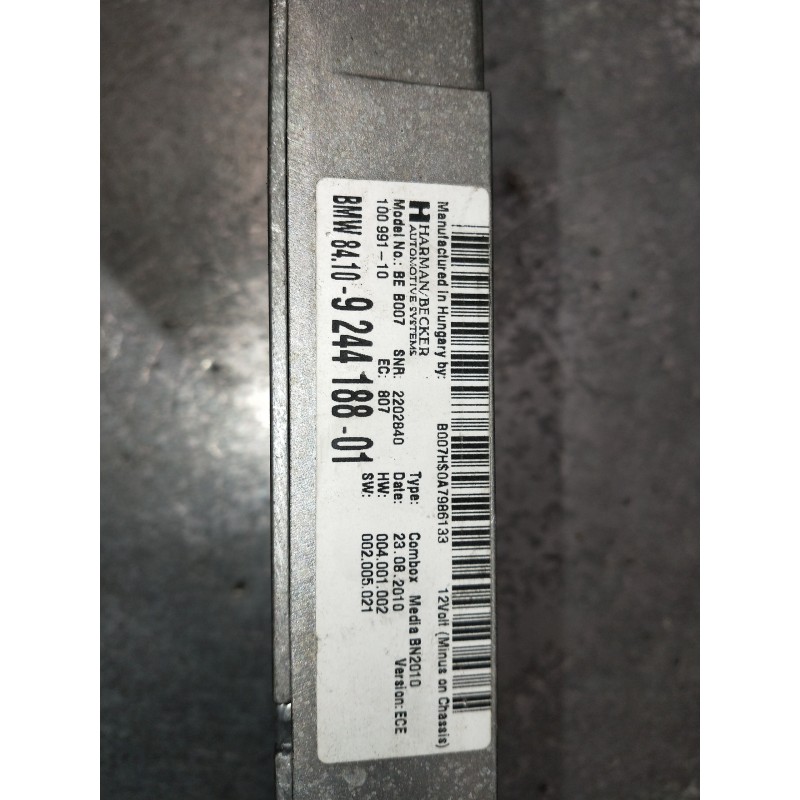 B007H$0A7986133
Manufactured in Hungary by:
12Volt (Minus on Chassis)
HARMAN/BECKER
AUTOMOTIVE SYSTEMS
Type: Combox Media BN2010
Model No.: BE B007 SNR: 2202840
Date: 23.08.2010 Version: ECE
100 991-10 EC: 807
HW: 004.001.002
SW: 002.005.021
BMW 84.10-9 244 188-01